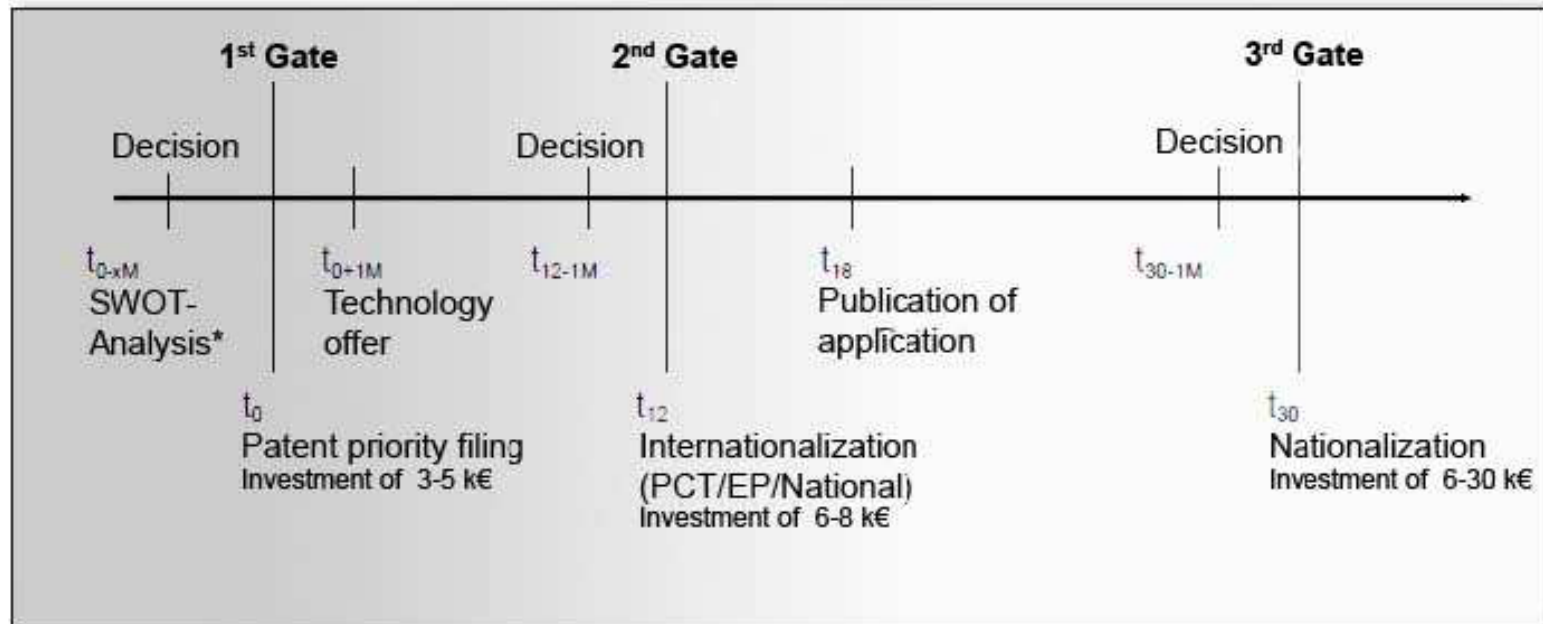 1st Gate
2nd Gate
3rd Gate
Decision
Decision
Decision
t0-xM
SWOT-
Analysis*
t0+1M
Technology
offer
t12-1M
t18
Publication of
application
t30-1M
t0
Patent priority filing
Investment of 3-5 k€
t12
Internationalization
(PCT/EP/National)
Investment of 6-8 k€
t30
Nationalization
Investment of 6-30 k€